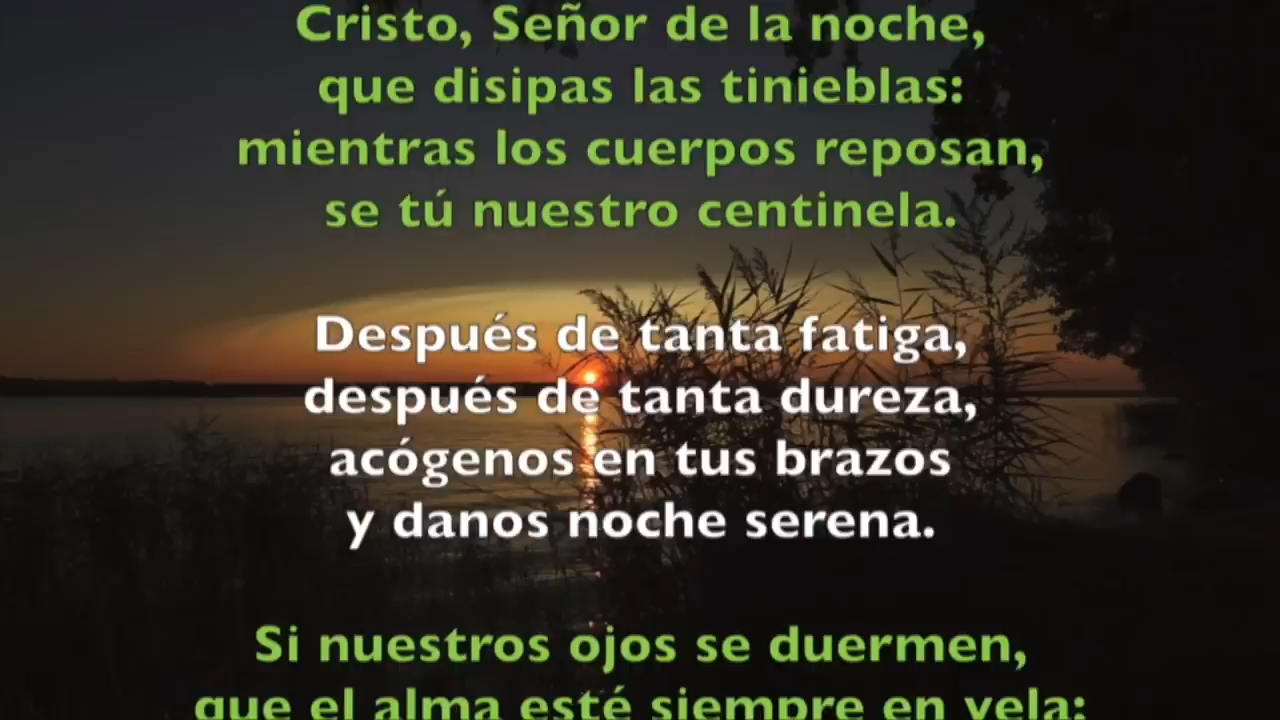 Cristo, Señor de la noche,
que disipas las tinieblas:
mientras los cuerpos reposan,
se tú nuestro centinela.
Después de tanta fatiga,
después de tanta dureza,
acógenos en tus brazos
y danos noche serena.
Si nuestros ojos se duermen,
que el alma esté siempre en vela;